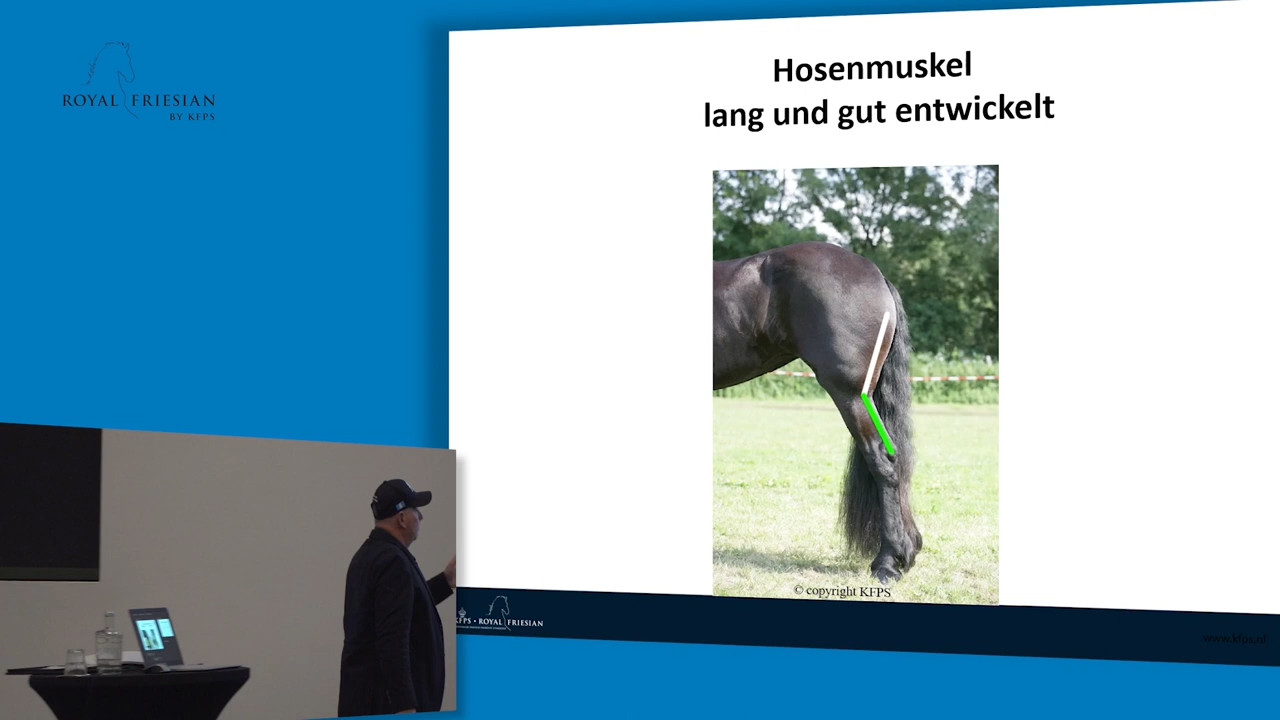 ROYAL FRIESIAN
BY KFPS
Hosenmuskel
lang und gut entwickelt
© copyright KFPS
KFPS • ROYAL FRIESIAN
www.kfps.nl